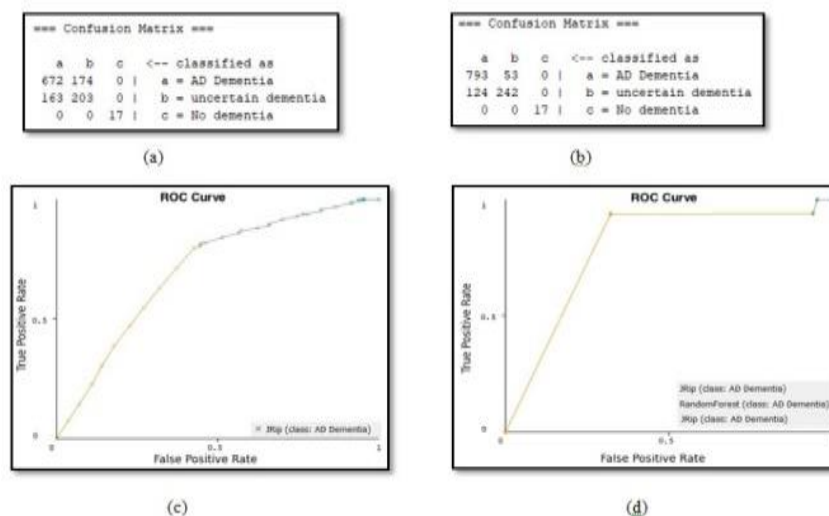 === Confusion Matrix ===
a b c <-- classified as
672 174 0 | a = AD Dementia
163 203 0 | b = uncertain dementia
0 0 17 | c = No dementia
(a)
=== Confusion Matrix ===
a b c <-- classified as
793 53 0 | a = AD Dementia
124 242 0 | b = uncertain dementia
0 0 17 | c = No dementia
(b)
ROC Curve
1
True Positive Rate
0.5
JRip (class: AD Dementia)
0
0 0.5 1
False Positive Rate
(c)
ROC Curve
1
True Positive Rate
0.5
JRip (class: AD Dementia)
RandomForest (class: AD Dementia)
JRip (class: AD Dementia)
0
0.5
False Positive Rate
(d)